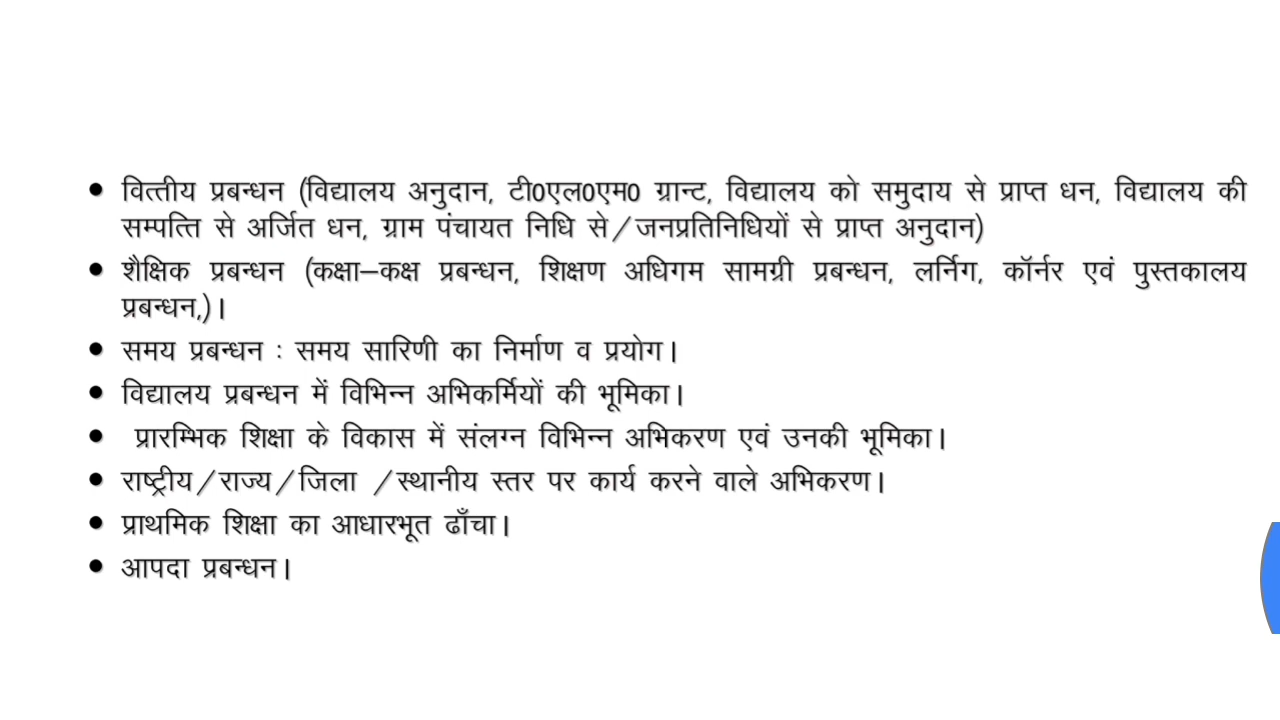 • वित्तीय प्रबन्धन (विद्यालय अनुदान, टी0एल0एम0 ग्रान्ट, विद्यालय को समुदाय से प्राप्त धन, विद्यालय की
सम्पत्ति से अर्जित धन, ग्राम पंचायत निधि से/जनप्रतिनिधियों से प्राप्त अनुदान)
• शैक्षिक प्रबन्धन (कक्षा–कक्ष प्रबन्धन, शिक्षण अधिगम सामग्री प्रबन्धन, लर्निग, कॉर्नर एवं पुस्तकालय
प्रबन्धन,)।
• समय प्रबन्धन : समय सारिणी का निर्माण व प्रयोग।
• विद्यालय प्रबन्धन में विभिन्न अभिकर्मियों की भूमिका।
• प्रारम्भिक शिक्षा के विकास में संलग्न विभिन्न अभिकरण एवं उनकी भूमिका।
• राष्ट्रीय/राज्य/जिला /स्थानीय स्तर पर कार्य करने वाले अभिकरण।
• प्राथमिक शिक्षा का आधारभूत ढाँचा।
• आपदा प्रबन्धन।